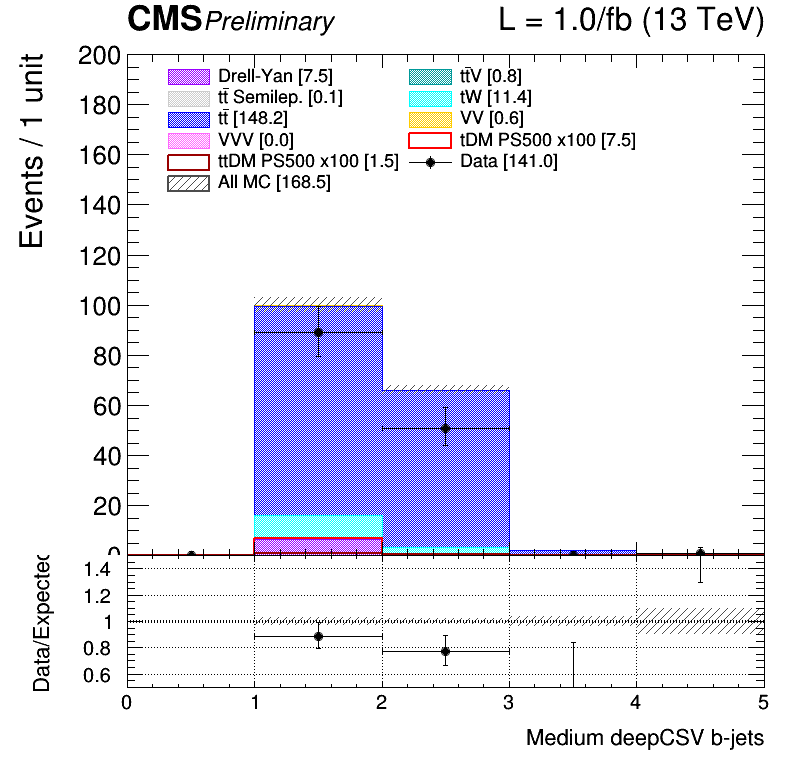 CMS Preliminary L = 1.0/fb (13 TeV)
Events / 1 unit
200
180
160
140
120
100
80
60
40
20
0
Drell-Yan [7.5] tt̄V [0.8]
tt̄ Semilep. [0.1] tW [11.4]
tt̄ [148.2] VV [0.6]
VVV [0.0] tDM PS500 x100 [7.5]
ttDM PS500 x100 [1.5] Data [141.0]
All MC [168.5]
Data/Expected
1.4
1.2
1
0.8
0.6
0 1 2 3 4 5
Medium deepCSV b-jets